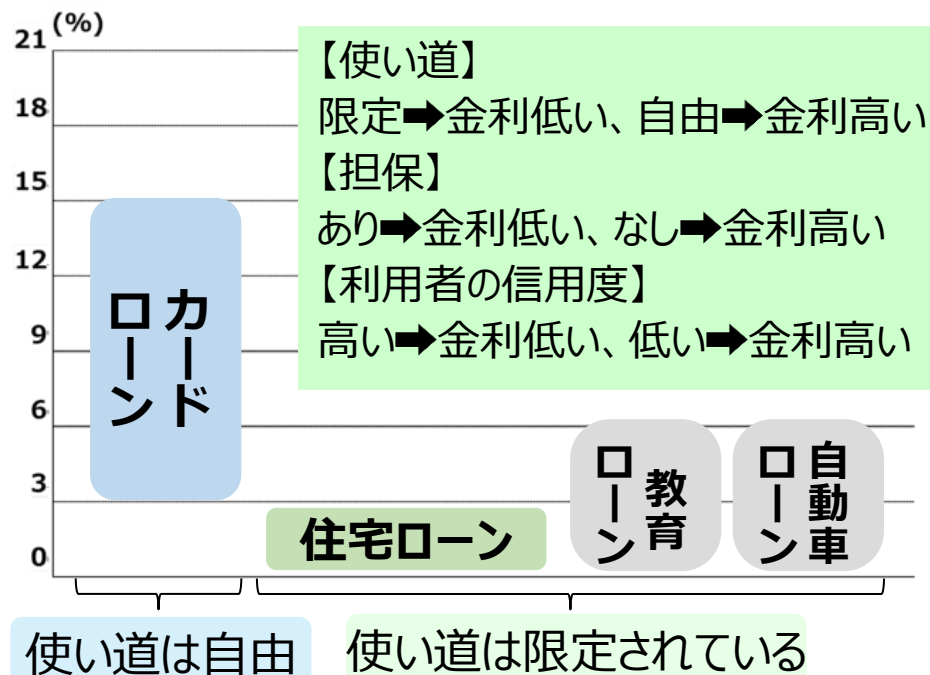 (%)
21
18
15
12
9
6
3
0
【使い道】
限定➡金利低い、自由➡金利高い
【担保】
あり➡金利低い、なし➡金利高い
【利用者の信用度】
高い➡金利低い、低い➡金利高い
カード
ローン
住宅ローン
教育
ローン
自動車
ローン
使い道は自由
使い道は限定されている